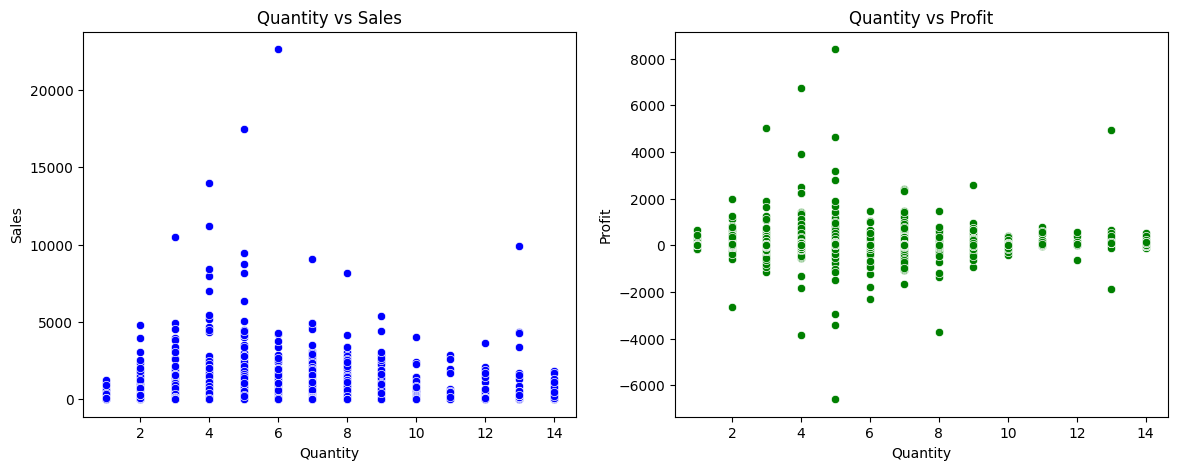 Quantity vs Sales
Sales
20000
15000
10000
5000
0
2 4 6 8 10 12 14
Quantity
Quantity vs Profit
Profit
8000
6000
4000
2000
0
−2000
−4000
−6000
2 4 6 8 10 12 14
Quantity